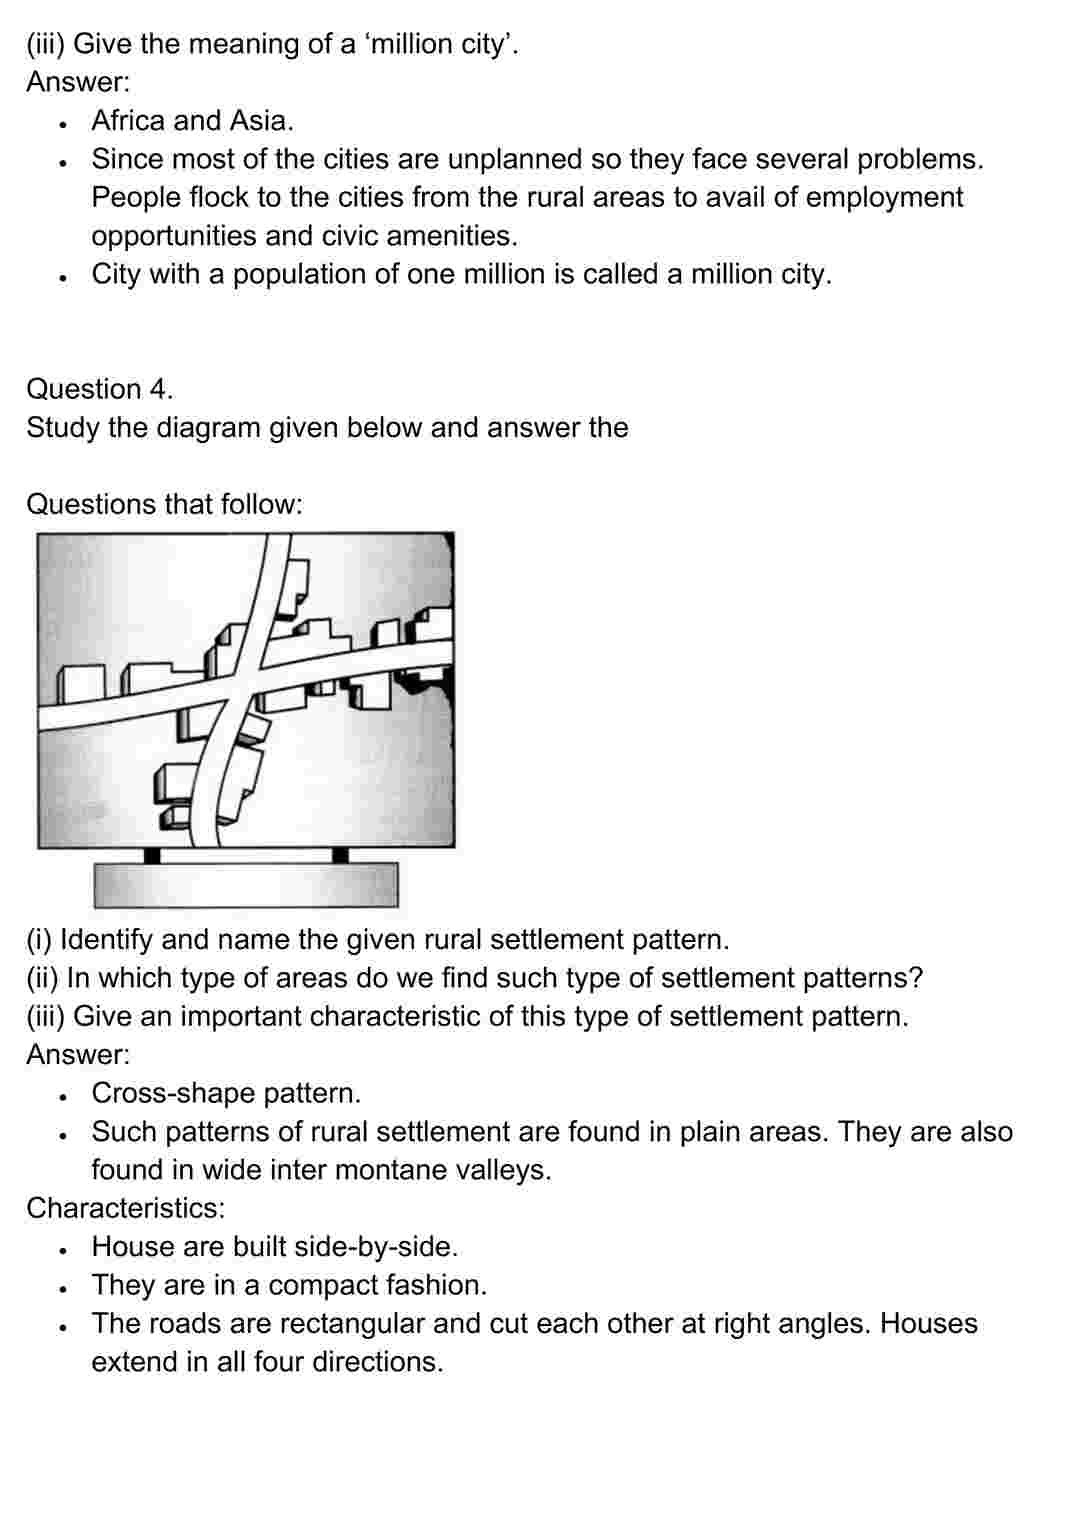 (iii) Give the meaning of a ‘million city’.
Answer:
• Africa and Asia.
• Since most of the cities are unplanned so they face several problems.
People flock to the cities from the rural areas to avail of employment
opportunities and civic amenities.
• City with a population of one million is called a million city.
Question 4.
Study the diagram given below and answer the
Questions that follow:
(i) Identify and name the given rural settlement pattern.
(ii) In which type of areas do we find such type of settlement patterns?
(iii) Give an important characteristic of this type of settlement pattern.
Answer:
• Cross-shape pattern.
• Such patterns of rural settlement are found in plain areas. They are also
found in wide inter montane valleys.
Characteristics:
• House are built side-by-side.
• They are in a compact fashion.
• The roads are rectangular and cut each other at right angles. Houses
extend in all four directions.